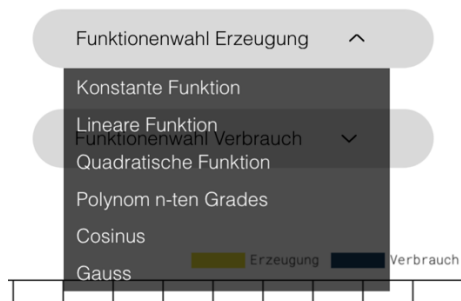 Funktionenwahl Erzeugung
Konstante Funktion
Lineare Funktion
Funktionenwahl Verbrauch
Quadratische Funktion
Polynom n-ten Grades
Cosinus
Erzeugung Verbrauch
Gauss